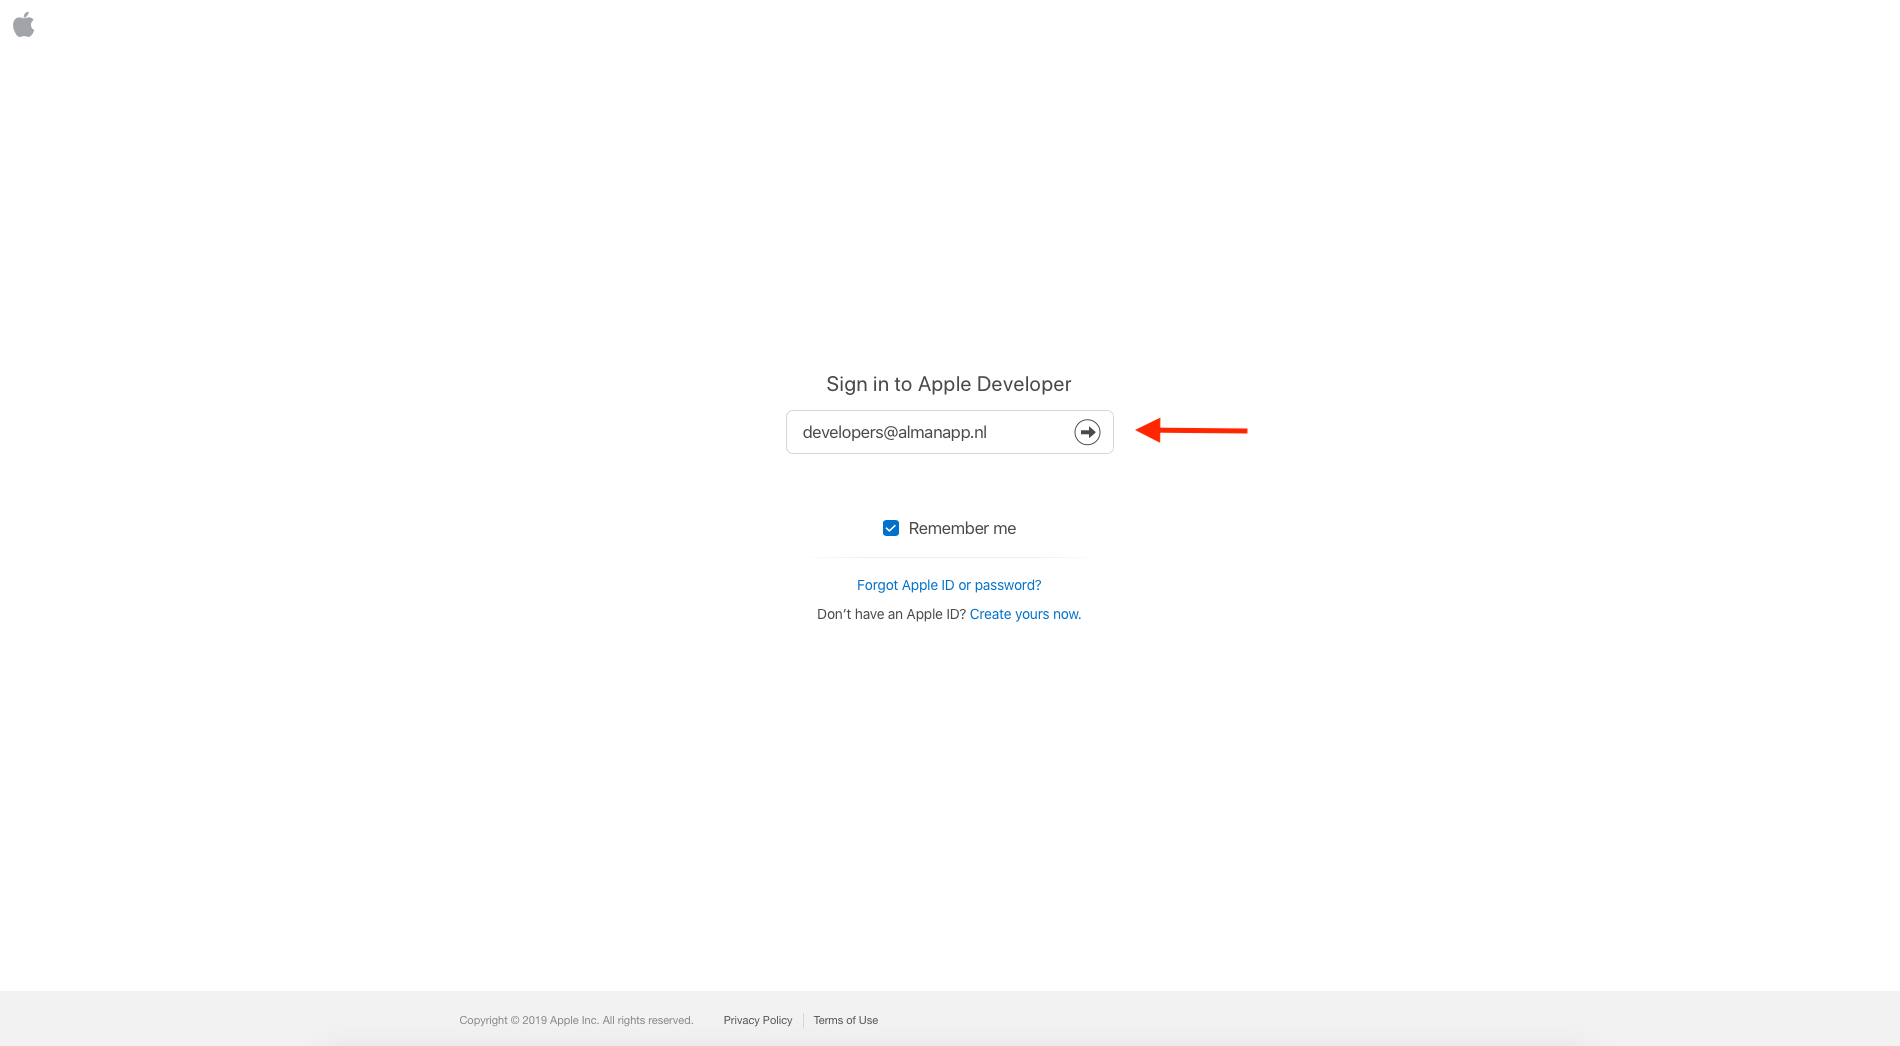 Sign in to Apple Developer
developers@almanapp.nl
Remember me
Forgot Apple ID or password?
Don’t have an Apple ID? Create yours now.
Copyright © 2019 Apple Inc. All rights reserved. Privacy Policy Terms of Use